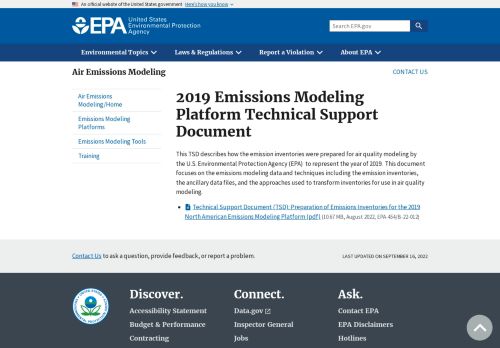 An official website of the United States government Here's how you know
EPA
United States
Environmental Protection
Agency
Search EPA.gov
Environmental Topics
Laws & Regulations
Report a Violation
About EPA
Air Emissions Modeling
CONTACT US
Air Emissions
Modeling/Home
Emissions Modeling
Platforms
Emissions Modeling Tools
Training
2019 Emissions Modeling
Platform Technical Support
Document
This TSD describes how the emission inventories were prepared for air quality modeling by
the U.S. Environmental Protection Agency (EPA) to represent the year of 2019. This document
focuses on the emissions modeling data and techniques including the emission inventories,
the ancillary data files, and the approaches used to transform inventories for use in air quality
modeling.
Technical Support Document (TSD): Preparation of Emissions Inventories for the 2019
North American Emissions Modeling Platform (pdf) (10.67 MB, August 2022, EPA-454/B-22-012)
Contact Us to ask a question, provide feedback, or report a problem.
LAST UPDATED ON SEPTEMBER 16, 2022
Discover.
Accessibility Statement
Budget & Performance
Contracting
Connect.
Data.gov
Inspector General
Jobs
Ask.
Contact EPA
EPA Disclaimers
Hotlines